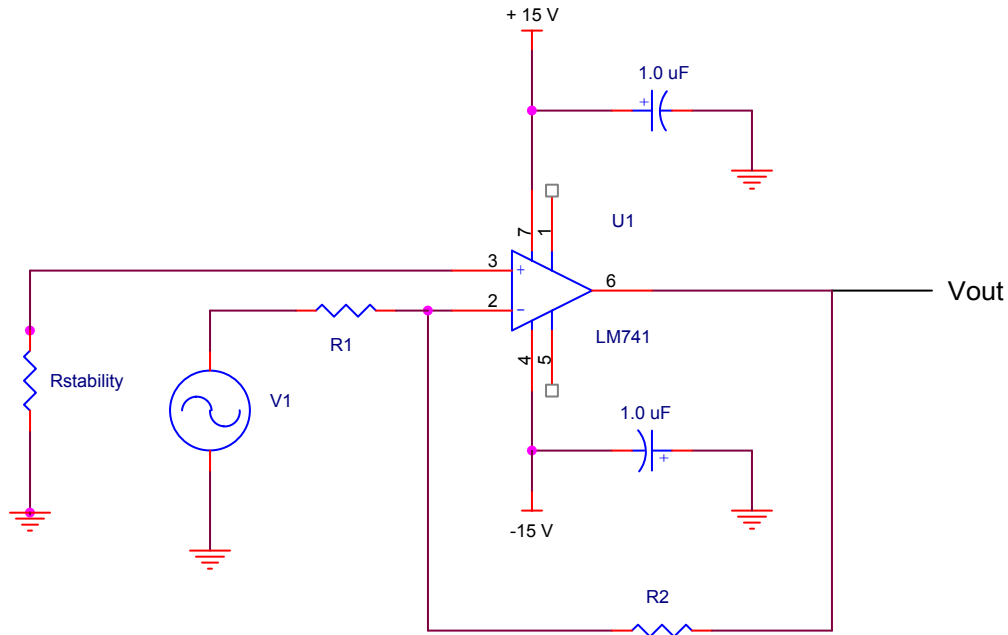 + 15 V
1.0 uF
+
U1
7
1
3
+
6
2
−
Vout
R1
LM741
4
5
Rstability
V1
1.0 uF
+
-15 V
R2